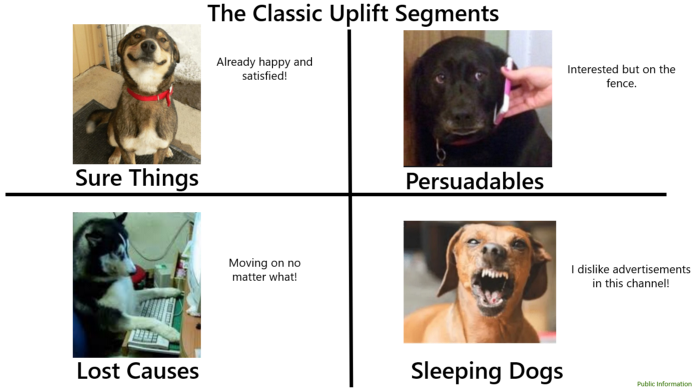 The Classic Uplift Segments
Already happy and
satisfied!
Sure Things
Interested but on the
fence.
Persuadables
Moving on no
matter what!
Lost Causes
I dislike advertisements
in this channel!
Sleeping Dogs
Public Information